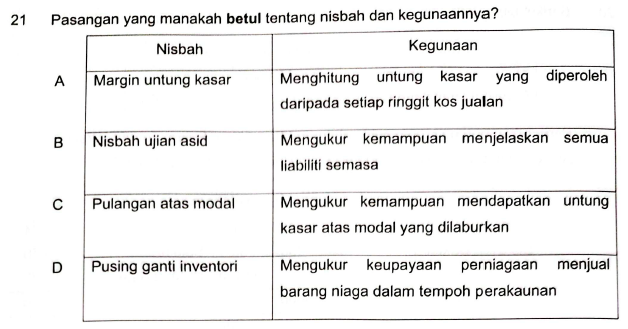 21 Pasangan yang manakah betul tentang nisbah dan kegunaannya?
Nisbah Kegunaan
A Margin untung kasar Menghitung untung kasar yang diperoleh
daripada setiap ringgit kos jualan
B Nisbah ujian asid Mengukur kemampuan menjelaskan semua
liabiliti semasa
C Pulangan atas modal Mengukur kemampuan mendapatkan untung
kasar atas modal yang dilaburkan
D Pusing ganti inventori Mengukur keupayaan perniagaan menjual
barang niaga dalam tempoh perakaunan